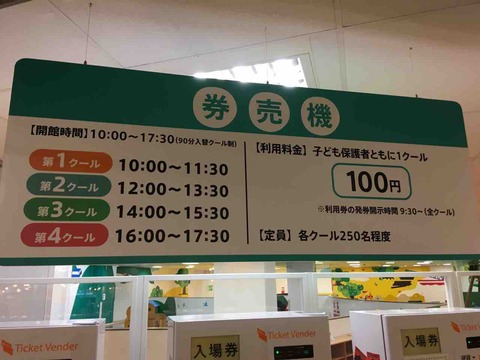 券売機
【開館時間】10:00～17:30(90分入替クール制)
第1クール 10:00～11:30
第2クール 12:00～13:30
第3クール 14:00～15:30
第4クール 16:00～17:30
【利用料金】子ども保護者ともに1クール
100円
※利用券の発券開示時間 9:30～(全クール)
【定員】各クール250名程度
Ticket Vender
入場券
Ticket Vender
入場券
Ticket